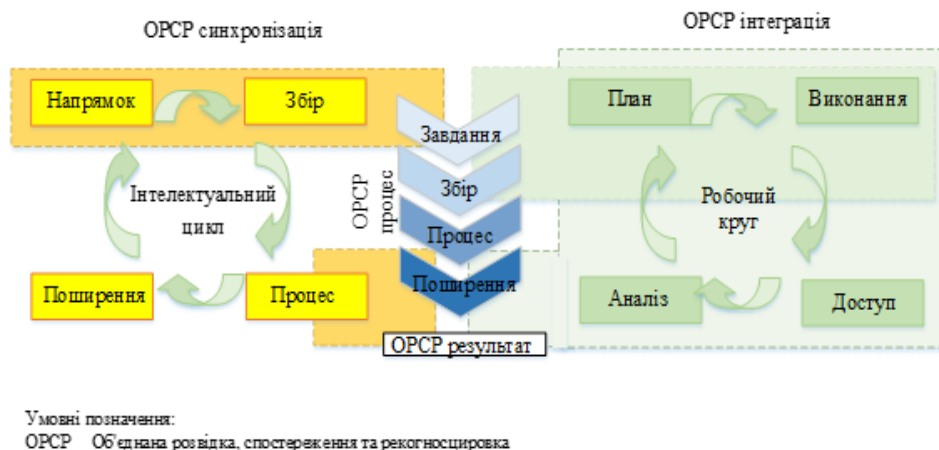 ОРСР синхронізація
ОРСР інтеграція
Напрямок
Збір
План
Виконання
Завдання
Збір
Процес
Поширення
ОРСР
процес
Інтелектуальний
цикл
Робочий
круг
Поширення
Процес
Аналіз
Доступ
ОРСР результат
Умовні позначення:
ОРСР Об'єднана розвідка, спостереження та рекогносцировка